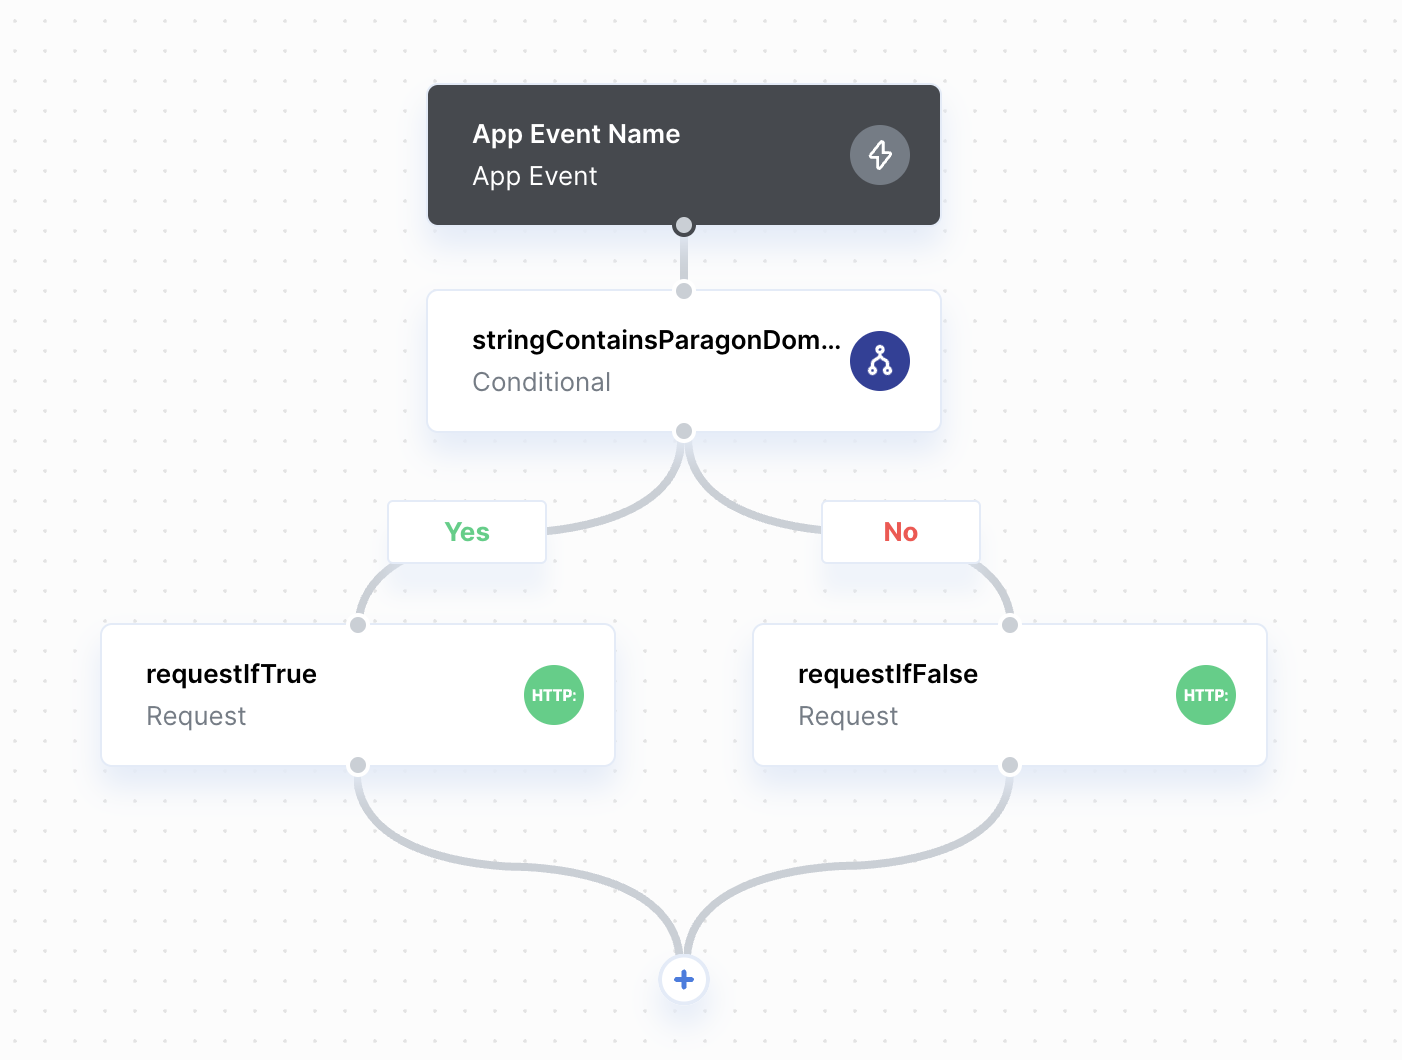 App Event Name
App Event
stringContainsParagonDom...
Conditional
Yes
No
requestIfTrue
Request
HTTP:
requestIfFalse
Request
HTTP: